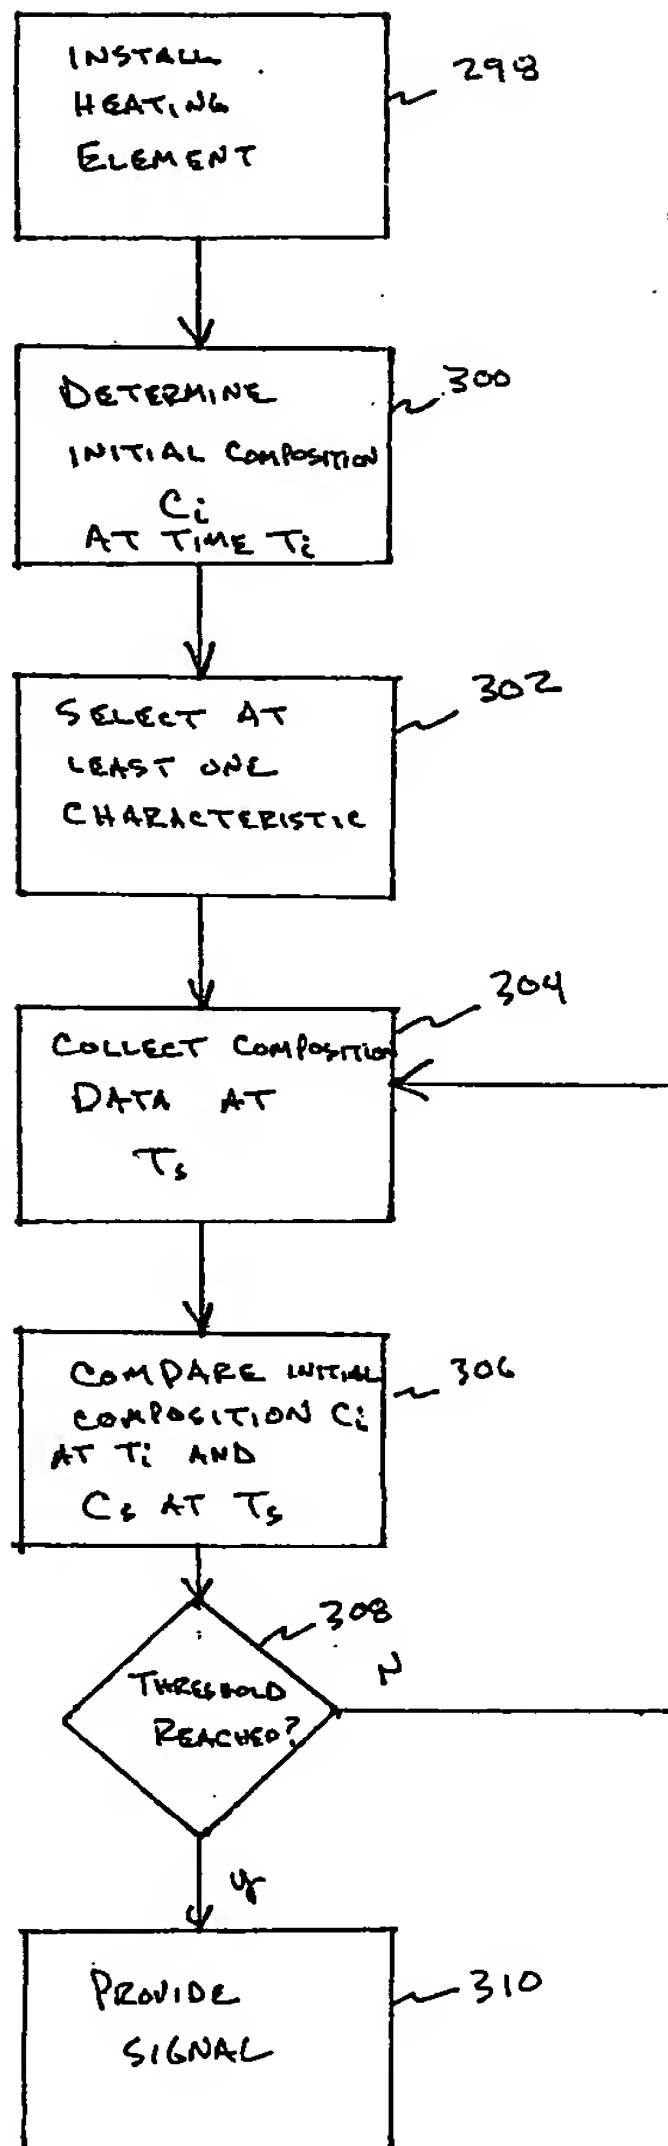 INSTALL
HEATING
ELEMENT
298
DETERMINE
INITIAL COMPOSITION
Ci
AT TIME Ti
300
SELECT AT
LEAST ONE
CHARACTERISTIC
302
COLLECT COMPOSITION
DATA AT
Ts
304
COMPARE INITIAL
COMPOSITION Ci
AT Ti AND
Cs AT Ts
306
308
THRESHOLD
REACHED?
N
y
PROVIDE
SIGNAL
310